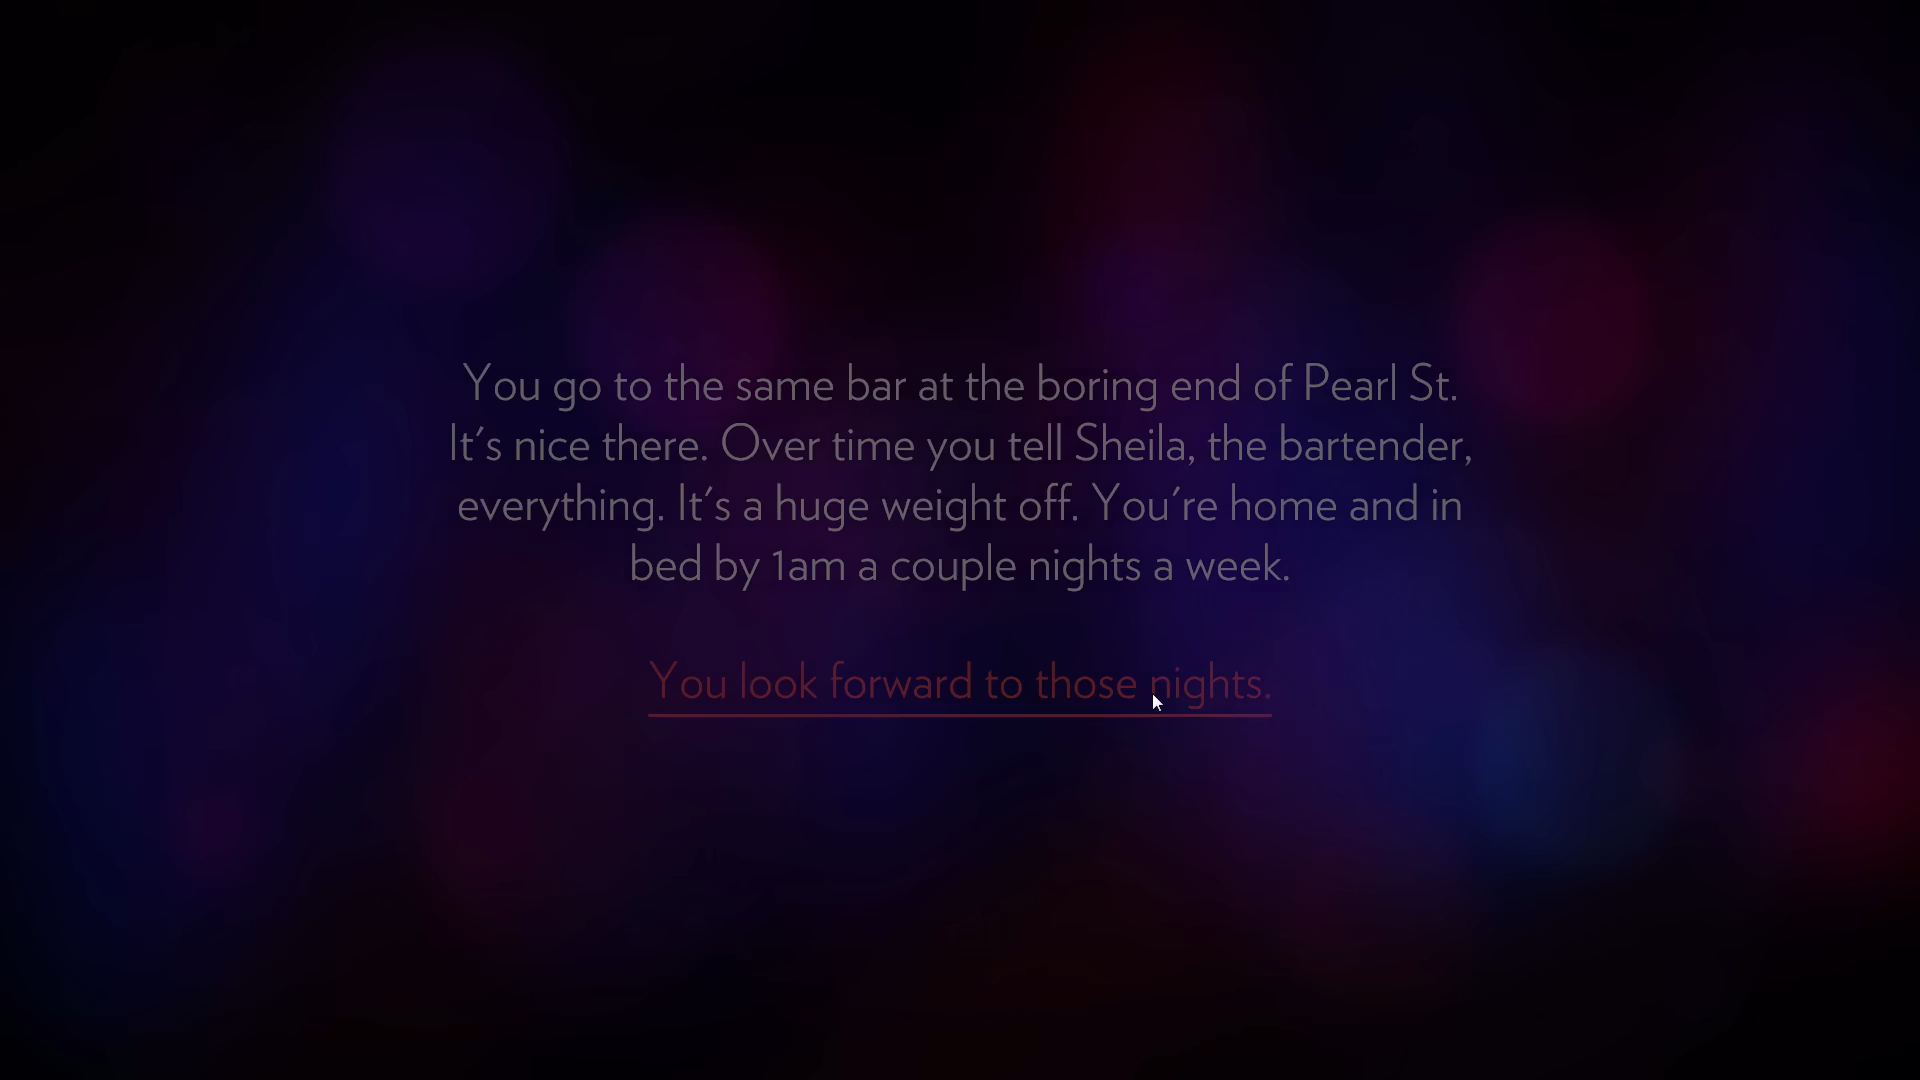 You go to the same bar at the boring end of Pearl St.
It's nice there. Over time you tell Sheila, the bartender,
everything. It's a huge weight off. You're home and in
bed by 1am a couple nights a week.
You look forward to those nights.